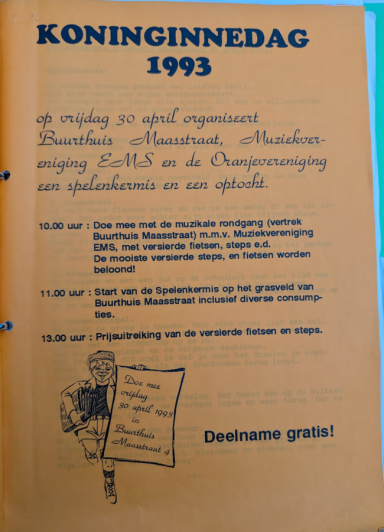 KONINGINNEDAG
1993
op vrijdag 30 april organiseert
Buurthuis Maasstraat, Muziekver-
eniging EMS en de Oranjevereniging
een spelenkermis en een optocht.
10.00 uur : Doe mee met de muzikale rondgang (vertrek
Buurthuis Maasstraat) m.m.v. Muziekvereniging
EMS, met versierde fietsen, steps e.d.
De mooiste versierde steps, en fietsen worden
beloond!
11.00 uur : Start van de Spelenkermis op het grasveld van
Buurthuis Maasstraat inclusief diverse consump-
ties.
13.00 uur : Prijsuitreiking van de versierde fietsen en steps.
Doe mee
vrijdag
30 april 1993
in
Buurthuis
Maasstraat 4
Deelname gratis!